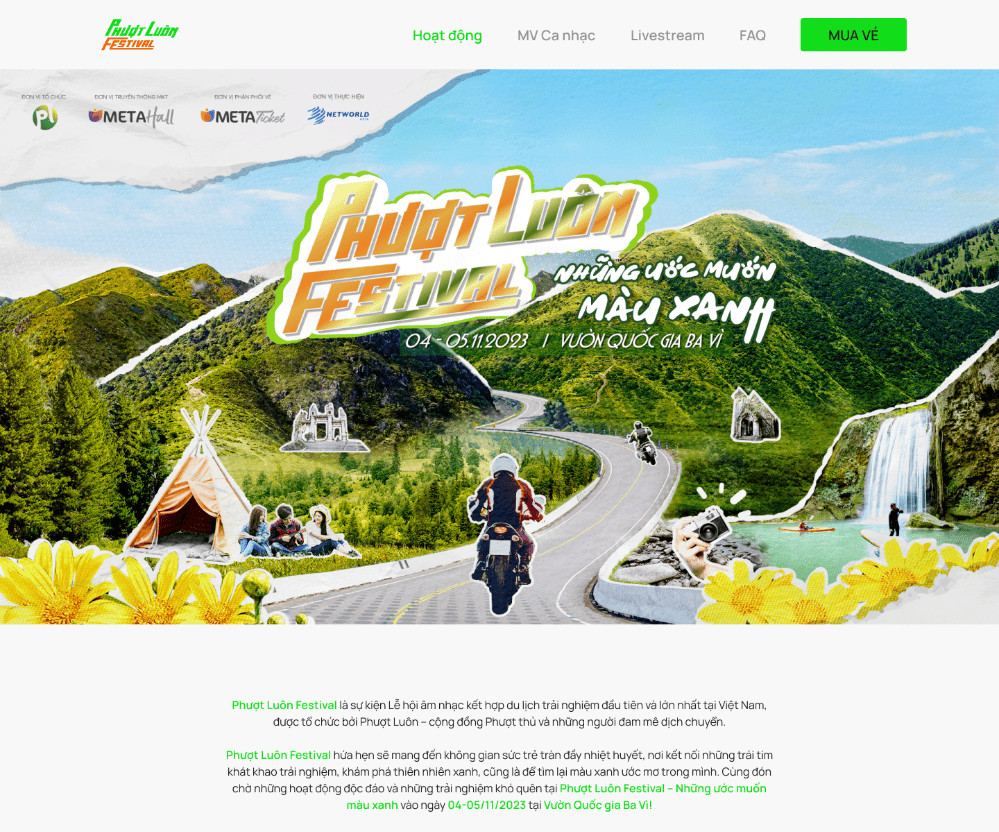 PHƯỢT LUÔN
FESTIVAL
Hoạt động
MV Ca nhạc
Livestream
FAQ
MUA VÉ
ĐƠN VỊ TỔ CHỨC
ĐƠN VỊ TRUYỀN THÔNG MKT
ĐƠN VỊ PHÂN PHỐI VÉ
ĐƠN VỊ THỰC HIỆN
PL
METAHall
METATicket
NETWORLD
PHƯỢT LUÔN
FESTIVAL
NHỮNG ƯỚC MUỐN
MÀU XANH
04 - 05.11.2023 / VƯỜN QUỐC GIA BA VÌ
Phượt Luôn Festival là sự kiện Lễ hội âm nhạc kết hợp du lịch trải nghiệm đầu tiên và lớn nhất tại Việt Nam,
được tổ chức bởi Phượt Luôn – cộng đồng Phượt thủ và những người đam mê dịch chuyển.
Phượt Luôn Festival hứa hẹn sẽ mang đến không gian sức trẻ tràn đầy nhiệt huyết, nơi kết nối những trái tim
khát khao trải nghiệm, khám phá thiên nhiên xanh, cũng là để tìm lại màu xanh ước mơ trong mình. Cùng đón
chờ những hoạt động độc đáo và những trải nghiệm khó quên tại Phượt Luôn Festival – Những ước muốn
màu xanh vào ngày 04-05/11/2023 tại Vườn Quốc gia Ba Vì!